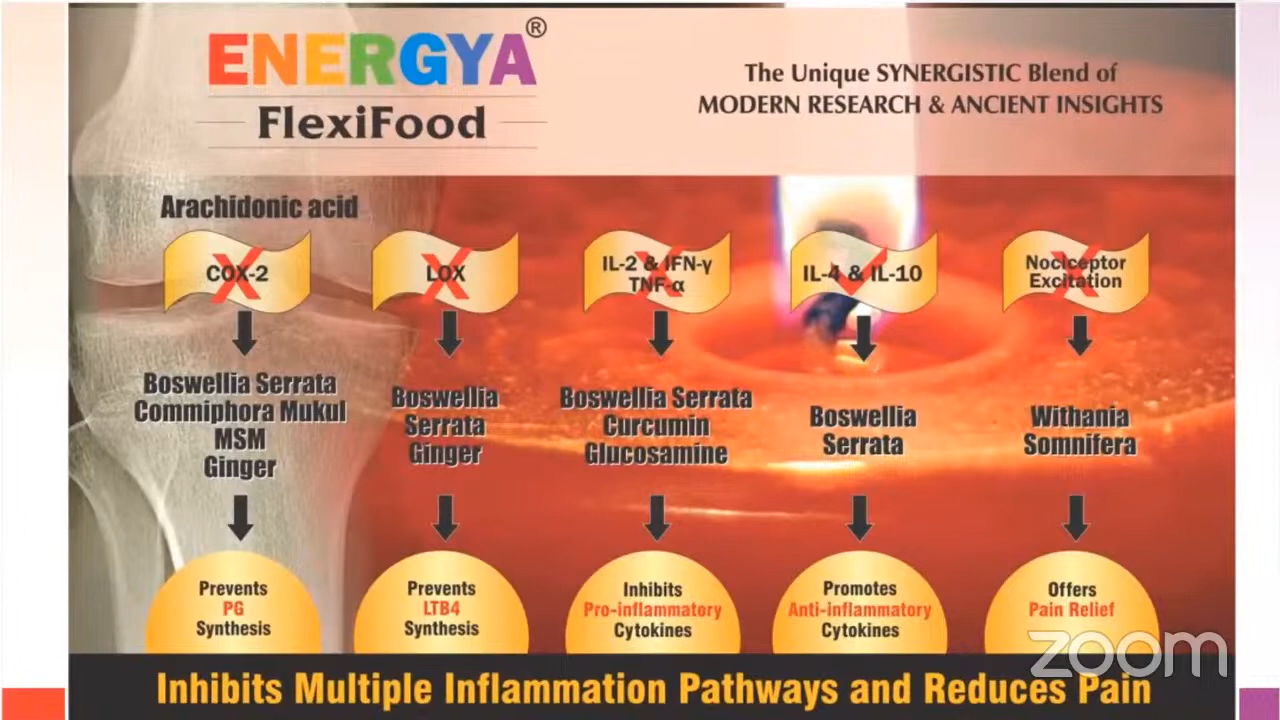 ENERGYA®
FlexiFood
The Unique SYNERGISTIC Blend of
MODERN RESEARCH & ANCIENT INSIGHTS
Arachidonic acid
COX-2
LOX
IL-2 & IFN-γ
TNF-α
IL-4 & IL-10
Nociceptor
Excitation
Boswellia Serrata
Commiphora Mukul
MSM
Ginger
Boswellia
Serrata
Ginger
Boswellia Serrata
Curcumin
Glucosamine
Boswellia
Serrata
Withania
Somnifera
Prevents
PG
Synthesis
Prevents
LTB4
Synthesis
Inhibits
Pro-inflammatory
Cytokines
Promotes
Anti-inflammatory
Cytokines
Offers
Pain Relief
zoom
Inhibits Multiple Inflammation Pathways and Reduces Pain